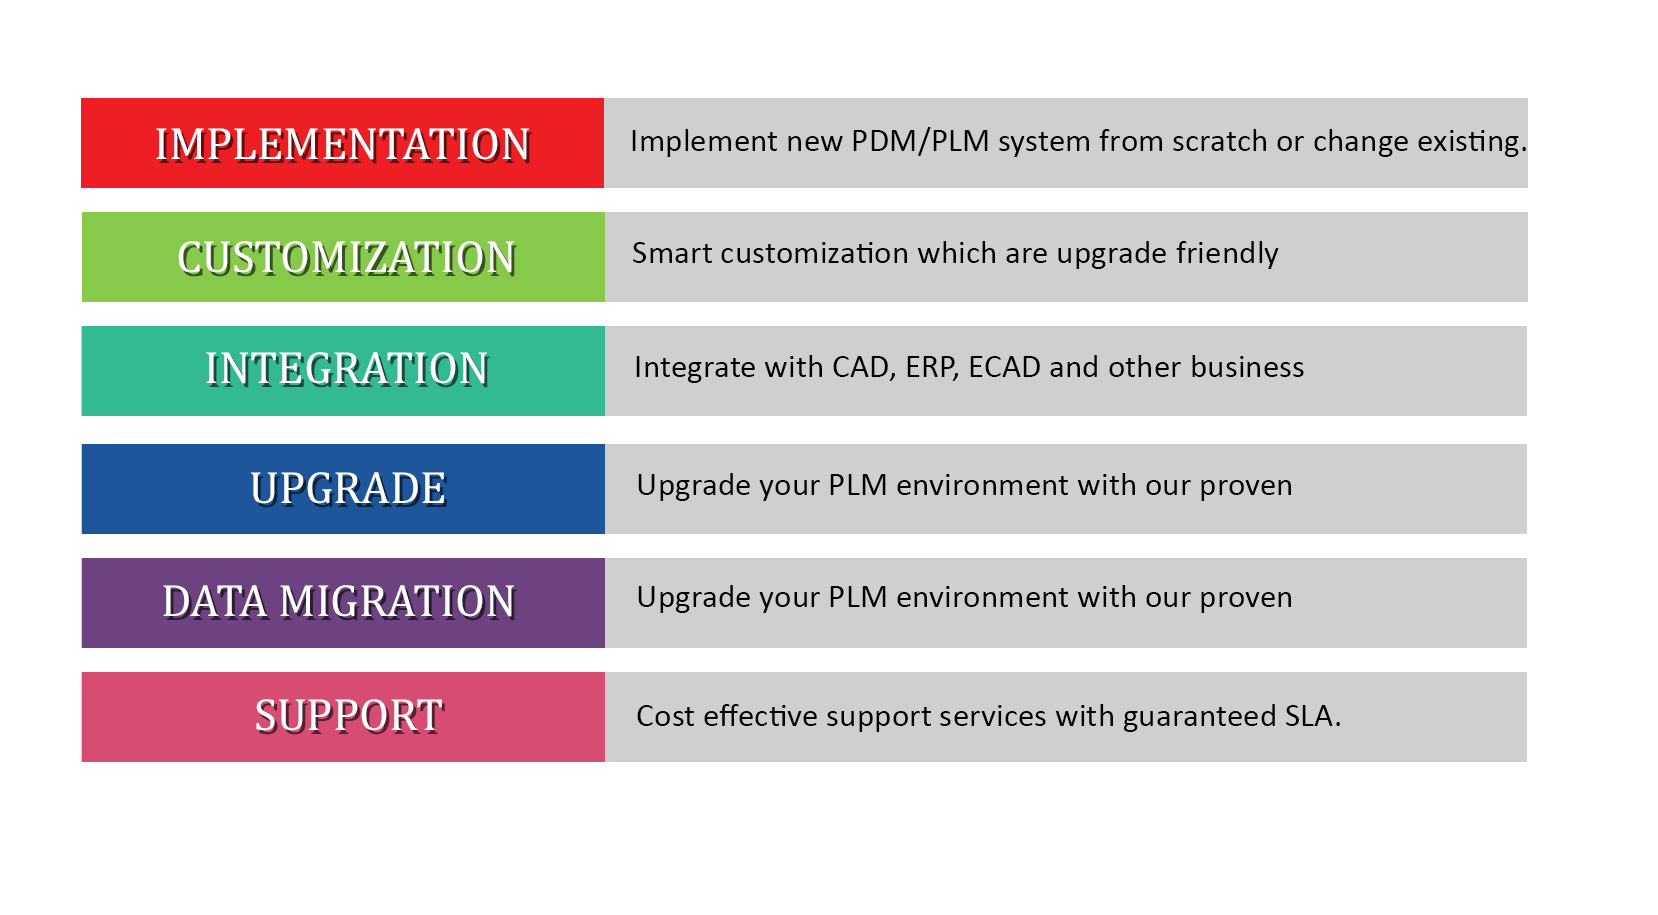 IMPLEMENTATION
Implement new PDM/PLM system from scratch or change existing.
CUSTOMIZATION
Smart customization which are upgrade friendly
INTEGRATION
Integrate with CAD, ERP, ECAD and other business
UPGRADE
Upgrade your PLM environment with our proven
DATA MIGRATION
Upgrade your PLM environment with our proven
SUPPORT
Cost effective support services with guaranteed SLA.